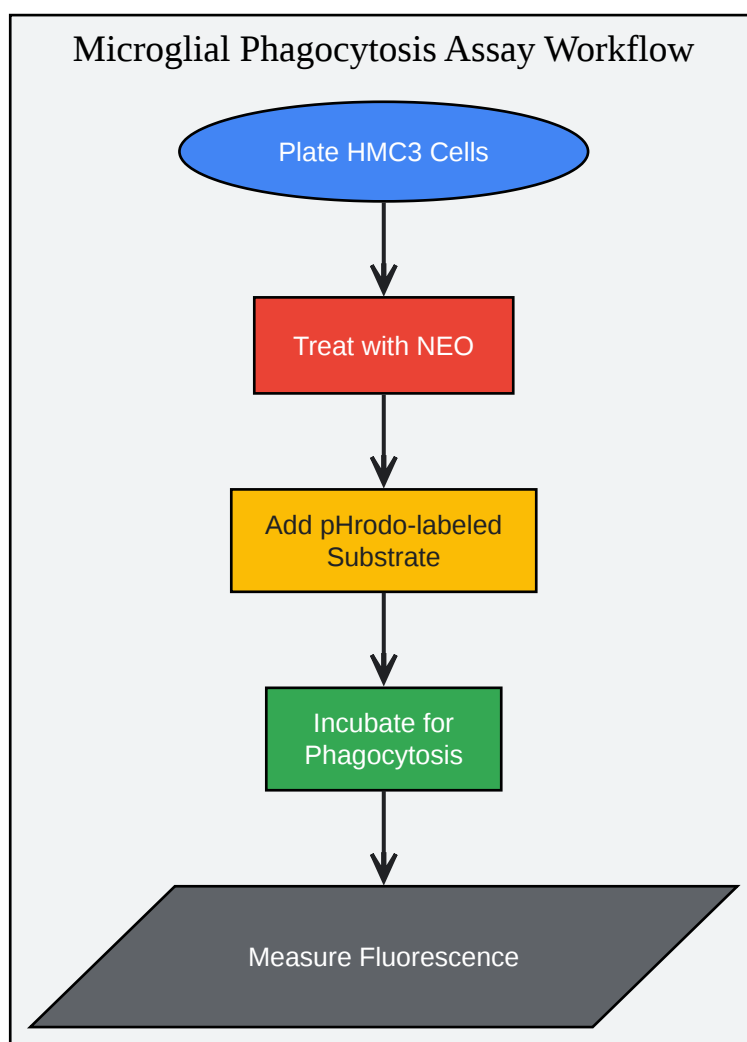 Microglial Phagocytosis Assay Workflow
Plate HMC3 Cells
Treat with NEO
Add pHrodo-labeled
Substrate
Incubate for
Phagocytosis
Measure Fluorescence